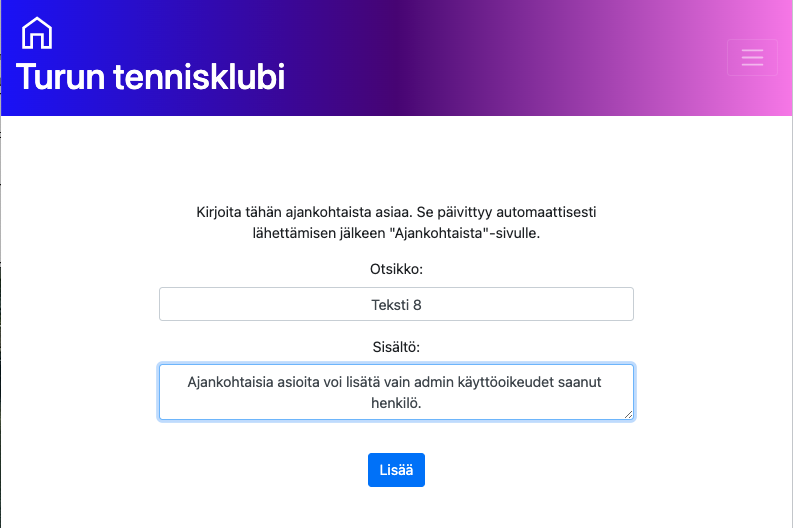 Turun tennisklubi
Kirjoita tähän ajankohtaista asiaa. Se päivittyy automaattisesti
lähettämisen jälkeen "Ajankohtaista"-sivulle.
Otsikko:
Teksti 8
Sisältö:
Ajankohtaisia asioita voi lisätä vain admin käyttöoikeudet saanut
henkilö.
Lisää